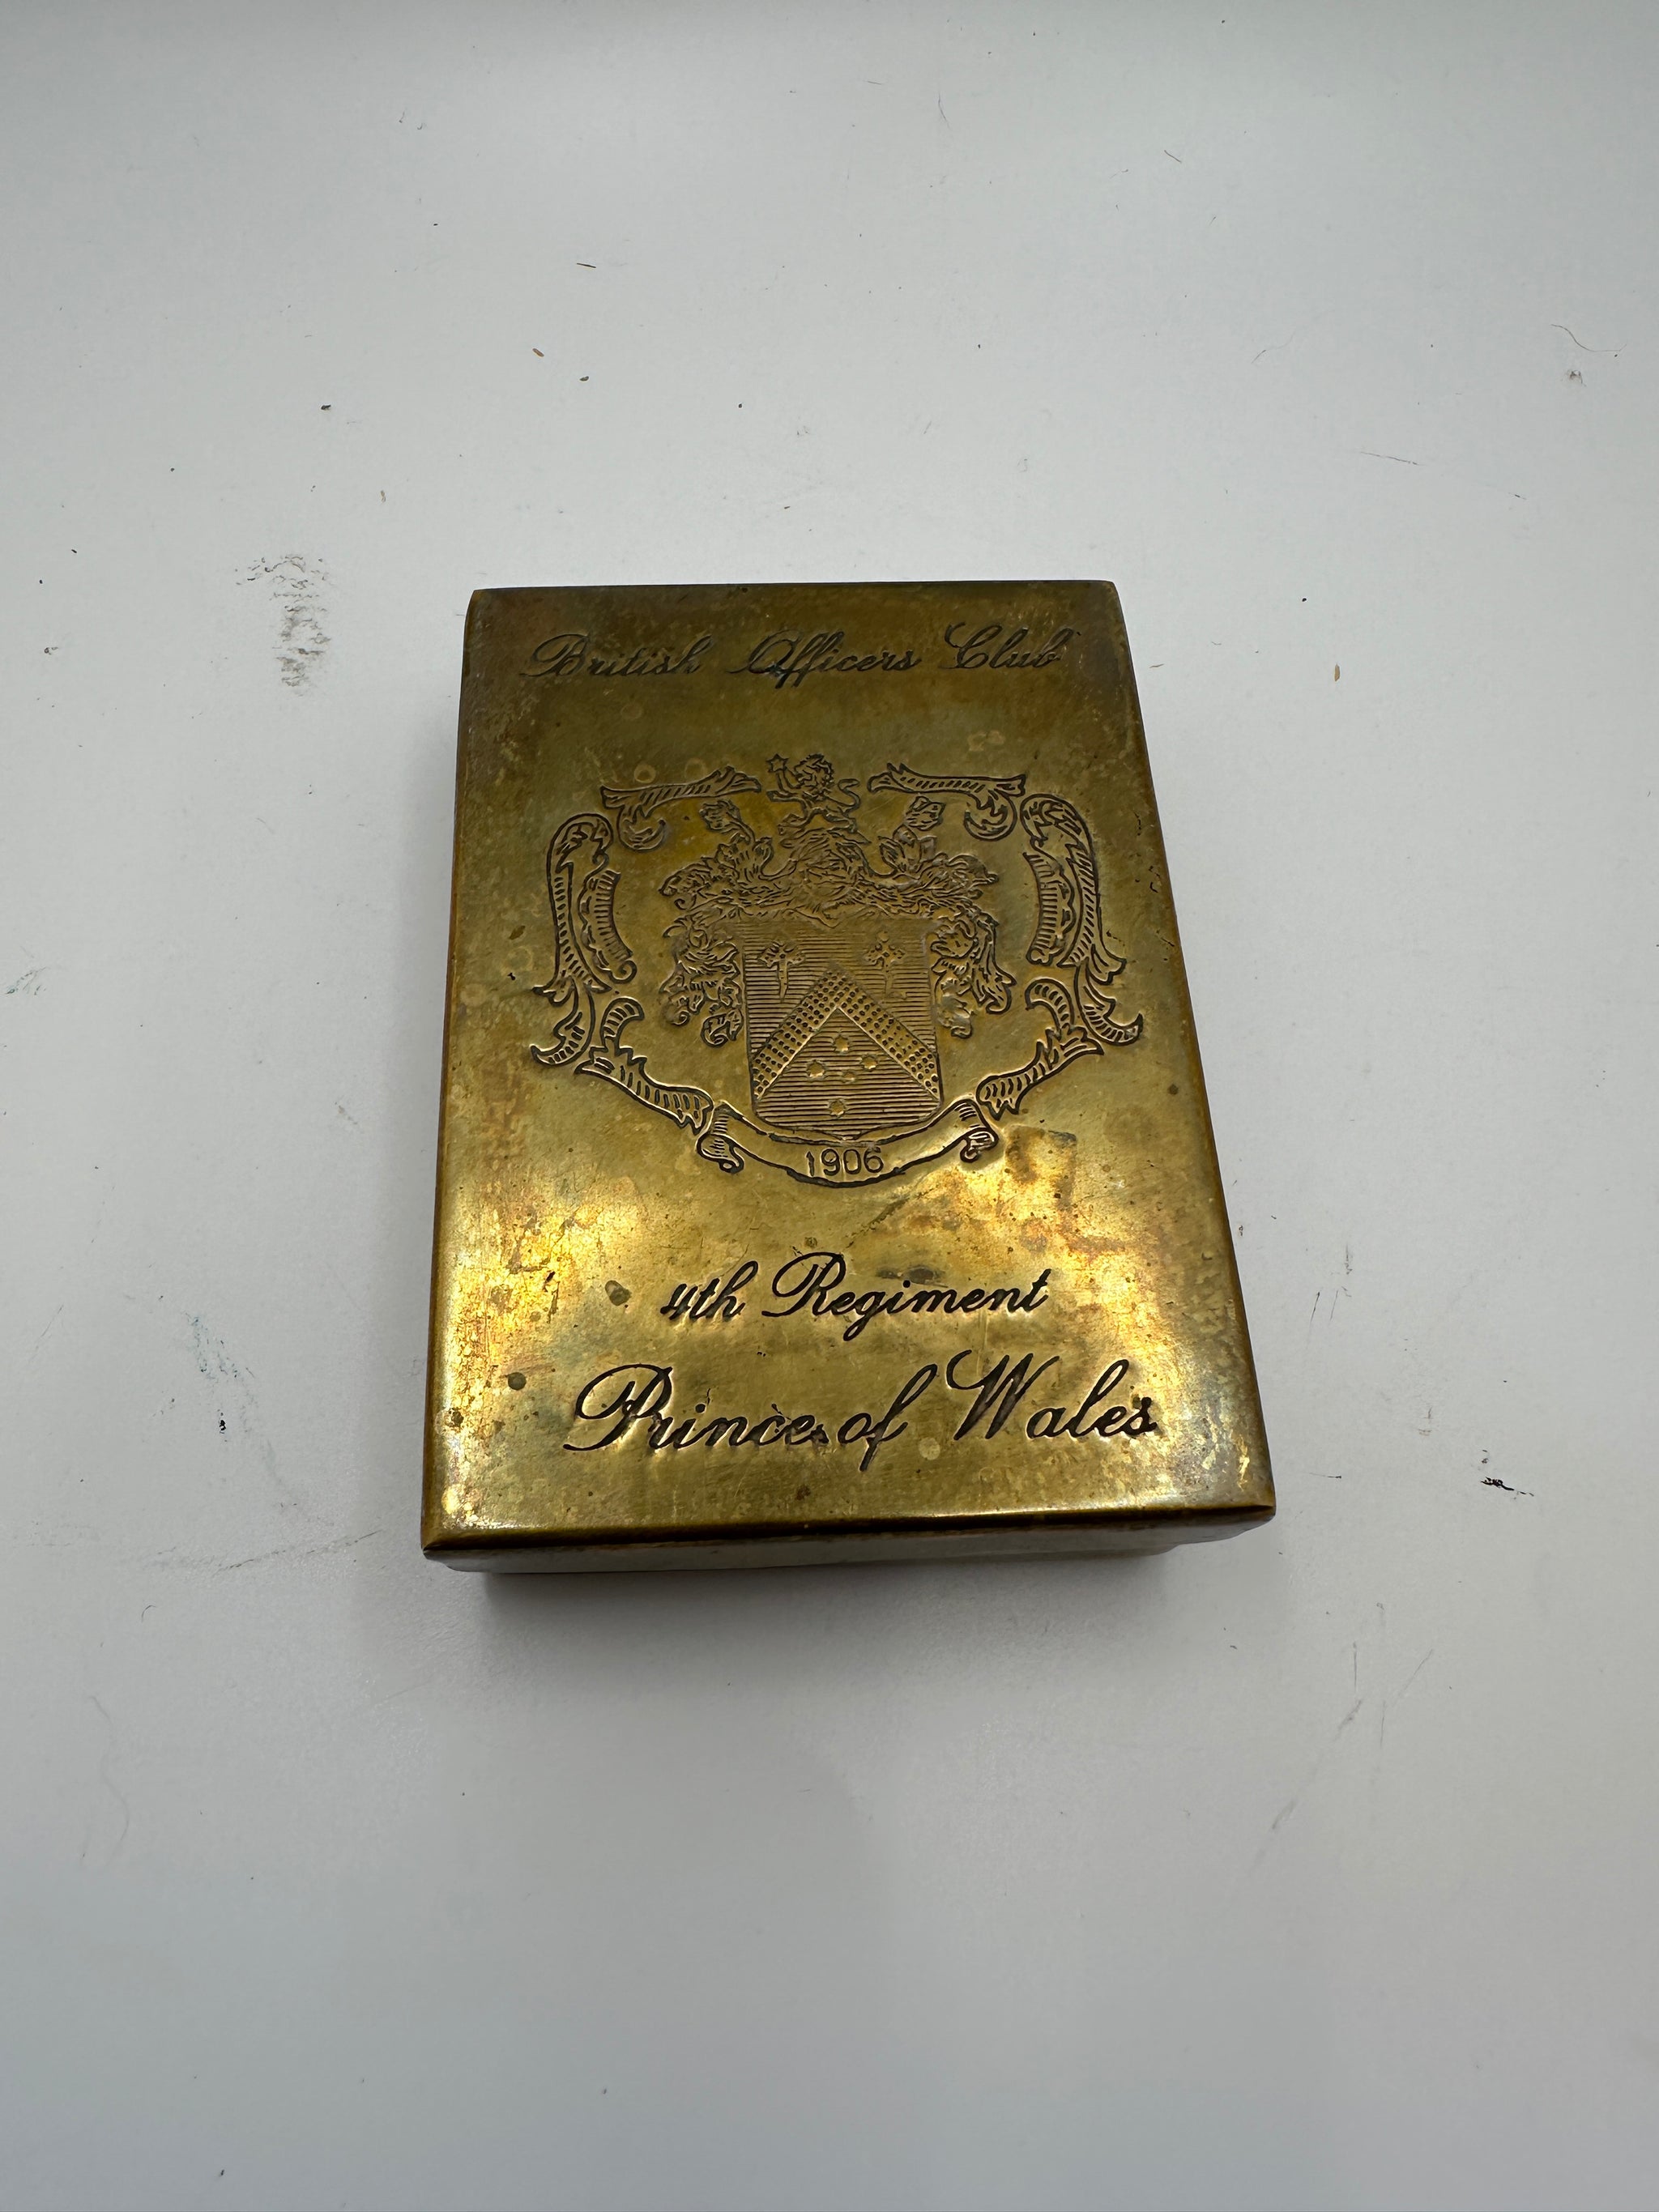 British Officers Club
1906
4th Regiment
Prince of Wales